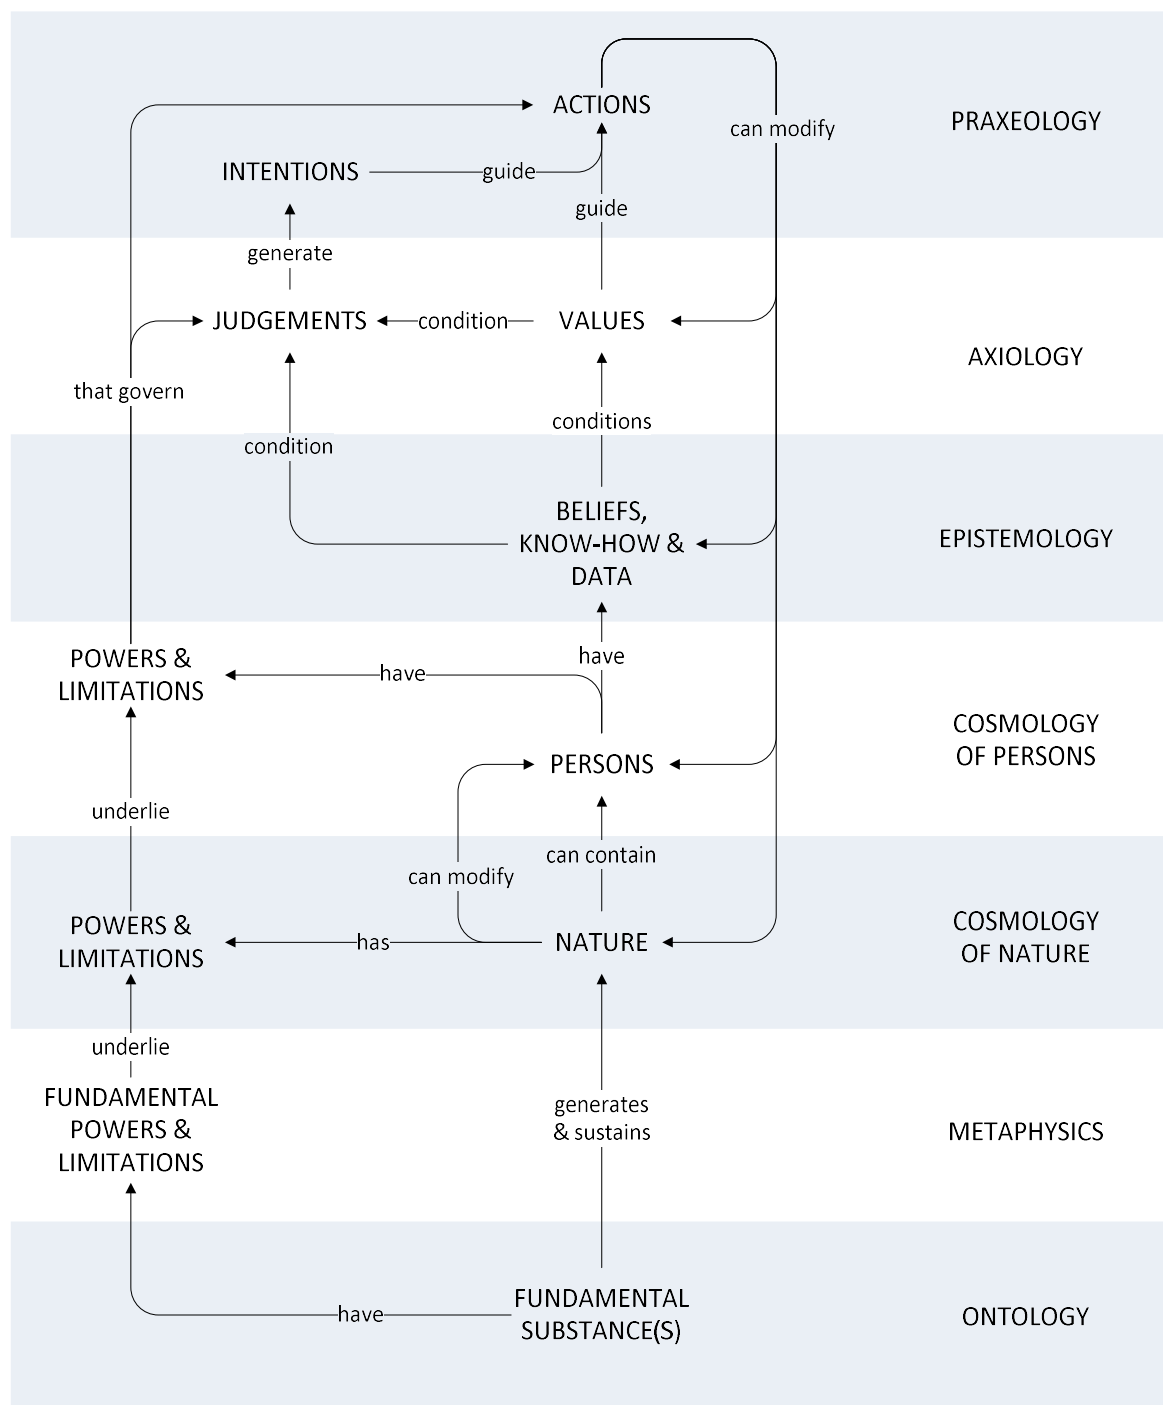 ACTIONS
can modify
PRAXEOLOGY
INTENTIONS
guide
guide
generate
JUDGEMENTS
condition
VALUES
AXIOLOGY
that govern
conditions
condition
BELIEFS,
KNOW-HOW &
DATA
EPISTEMOLOGY
have
POWERS &
LIMITATIONS
have
COSMOLOGY
OF PERSONS
PERSONS
underlie
can contain
can modify
POWERS &
LIMITATIONS
has
NATURE
COSMOLOGY
OF NATURE
underlie
FUNDAMENTAL
POWERS &
LIMITATIONS
generates
& sustains
METAPHYSICS
have
FUNDAMENTAL
SUBSTANCE(S)
ONTOLOGY